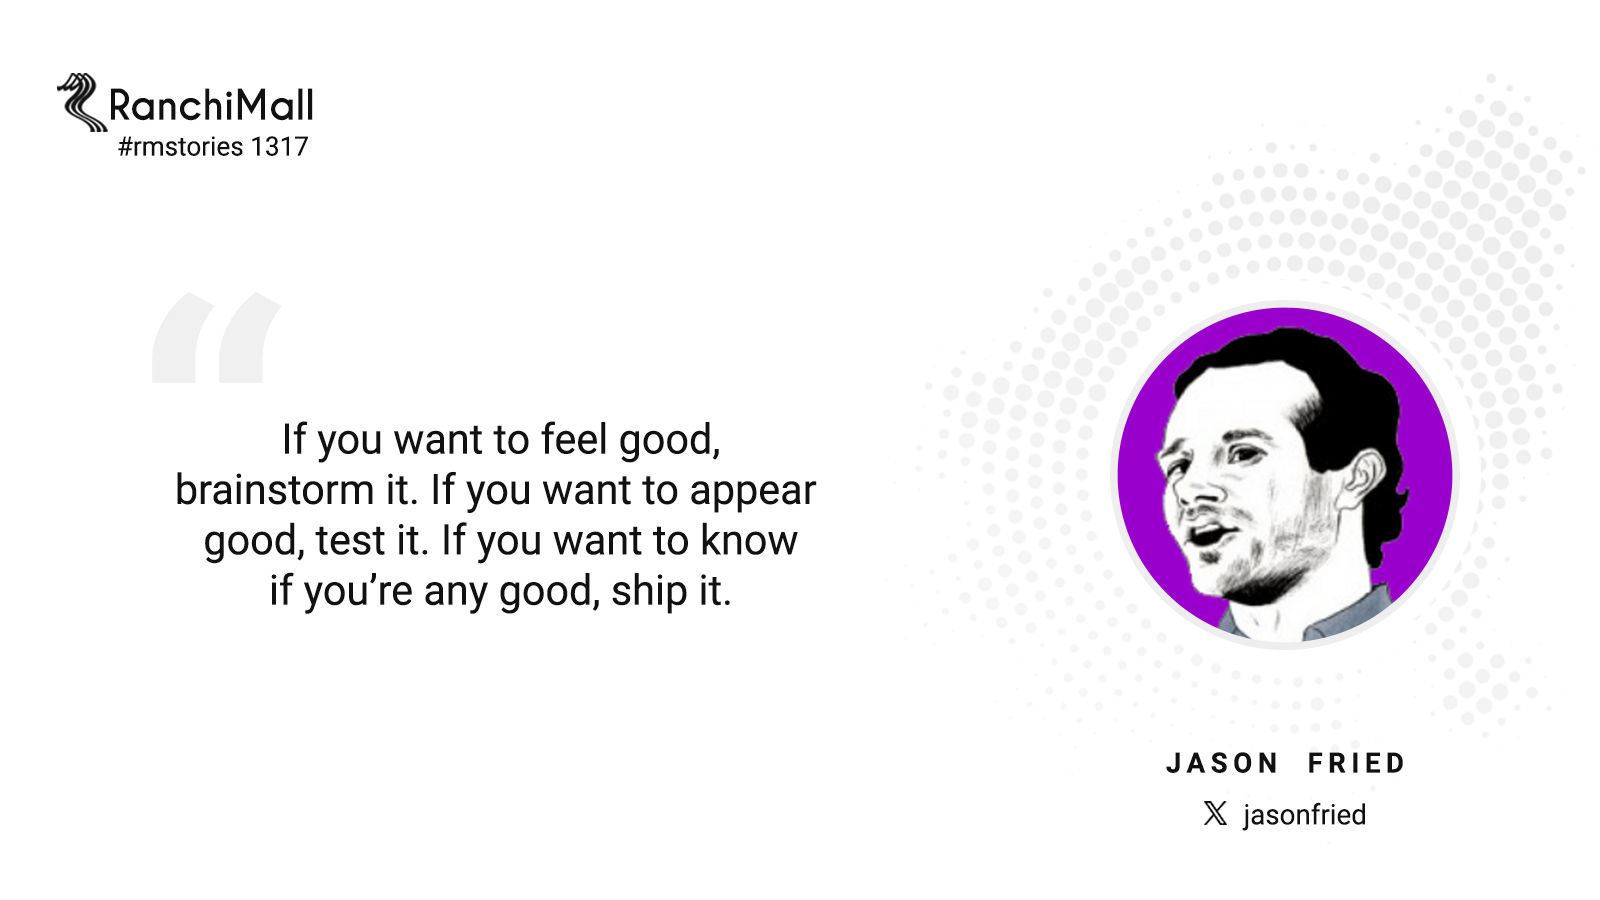 RanchiMall
#rmstories 1317
“
If you want to feel good,
brainstorm it. If you want to appear
good, test it. If you want to know
if you’re any good, ship it.
JASON FRIED
𝕏 jasonfried